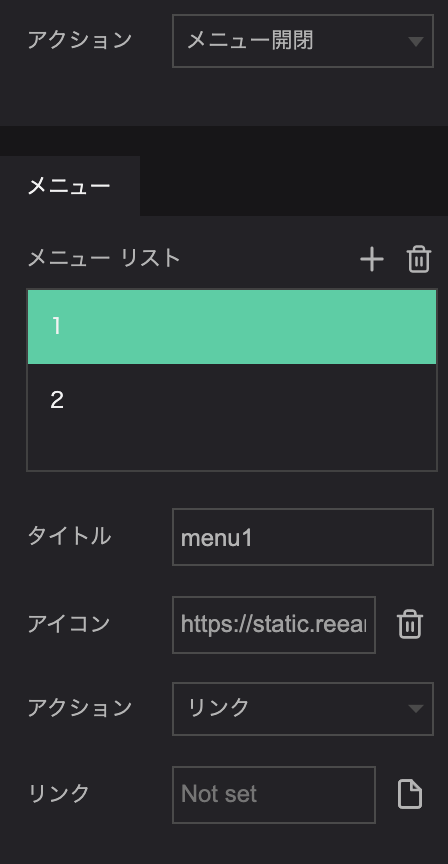 アクション メニュー開閉
メニュー
メニュー リスト
1
2
タイトル menu1
アイコン https://static.reear
アクション リンク
リンク Not set